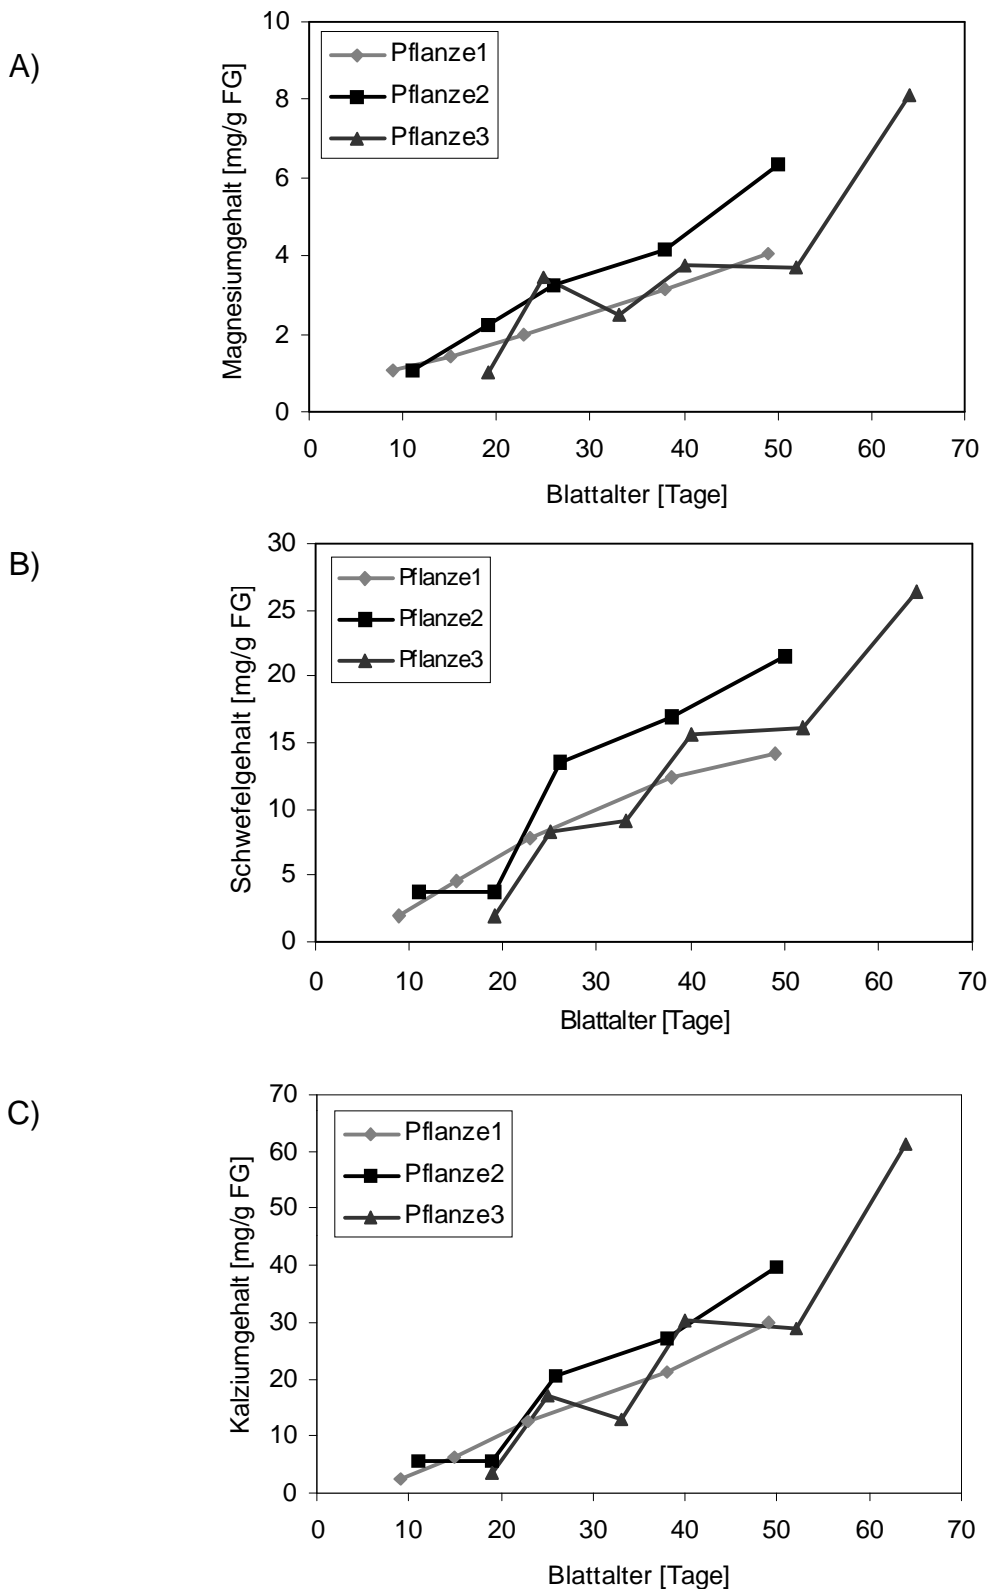 A)
Magnesiumgehalt [mg/g FG]
10
8
6
4
2
0
Pflanze1
Pflanze2
Pflanze3
0 10 20 30 40 50 60 70
Blattalter [Tage]
B)
Schwefelgehalt [mg/g FG]
30
25
20
15
10
5
0
Pflanze1
Pflanze2
Pflanze3
0 10 20 30 40 50 60 70
Blattalter [Tage]
C)
Kalziumgehalt [mg/g FG]
70
60
50
40
30
20
10
0
Pflanze1
Pflanze2
Pflanze3
0 10 20 30 40 50 60 70
Blattalter [Tage]